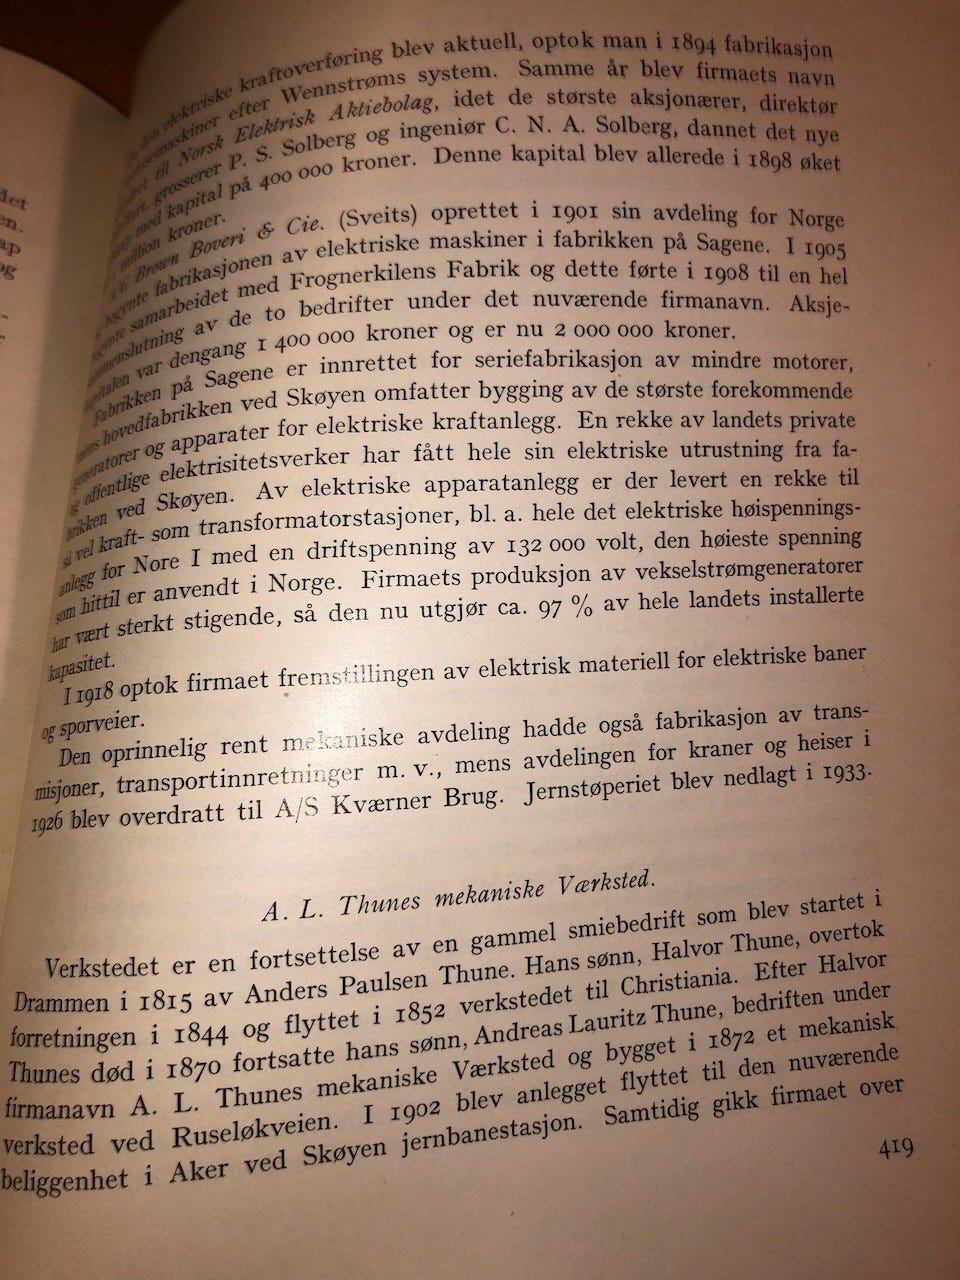 det
en.
ap
og
den elektriske kraftoverføring blev aktuell, optok man i 1894 fabrikasjon
maskiner efter Wennstrøms system. Samme år blev firmaets navn
til Norsk Elektrisk Aktiebolag, idet de største aksjonærer, direktør
grosserer P. S. Solberg og ingeniør C. N. A. Solberg, dannet det nye
med kapital på 400 000 kroner. Denne kapital blev allerede i 1898 øket
million kroner.
Brown Boveri & Cie. (Sveits) oprettet i 1901 sin avdeling for Norge
fabrikasjonen av elektriske maskiner i fabrikken på Sagene. I 1905
samarbeidet med Frognerkilens Fabrik og dette førte i 1908 til en hel
sammenslutning av de to bedrifter under det nuværende firmanavn. Aksje-
kapitalen var dengang 1 400 000 kroner og er nu 2 000 000 kroner.
Fabrikken på Sagene er innrettet for seriefabrikasjon av mindre motorer,
mens hovedfabrikken ved Skøyen omfatter bygging av de største forekommende
generatorer og apparater for elektriske kraftanlegg. En rekke av landets private
og offentlige elektrisitetsverker har fått hele sin elektriske utrustning fra fa-
brikken ved Skøyen. Av elektriske apparatanlegg er der levert en rekke til
så vel kraft- som transformatorstasjoner, bl. a. hele det elektriske høispennings-
anlegg for Nore I med en driftspenning av 132 000 volt, den høieste spenning
som hittil er anvendt i Norge. Firmaets produksjon av vekselstrømgeneratorer
har vært sterkt stigende, så den nu utgjør ca. 97 % av hele landets installerte
kapasitet.
I 1918 optok firmaet fremstillingen av elektrisk materiell for elektriske baner
og sporveier.
Den oprinnelig rent mekaniske avdeling hadde også fabrikasjon av trans-
misjoner, transportinnretninger m. v., mens avdelingen for kraner og heiser i
1926 blev overdratt til A/S Kværner Brug. Jernstøperiet blev nedlagt i 1933.
A. L. Thunes mekaniske Værksted.
Verkstedet er en fortsettelse av en gammel smiebedrift som blev startet i
Drammen i 1815 av Anders Paulsen Thune. Hans sønn, Halvor Thune, overtok
forretningen i 1844 og flyttet i 1852 verkstedet til Christiania. Efter Halvor
Thunes død i 1870 fortsatte hans sønn, Andreas Lauritz Thune, bedriften under
firmanavn A. L. Thunes mekaniske Værksted og bygget i 1872 et mekanisk
verksted ved Ruseløkveien. I 1902 blev anlegget flyttet til den nuværende
beliggenhet i Aker ved Skøyen jernbanestasjon. Samtidig gikk firmaet over
419